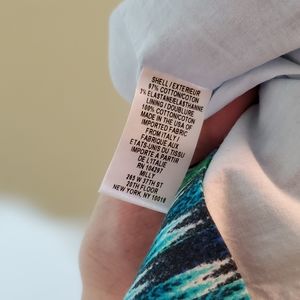 SHELL / EXTERIEUR
97% COTTON/COTON
3% ELASTANE/ELASTHANNE
LINING / DOUBLURE
100% COTTON/COTON
MADE IN THE USA OF
IMPORTED FABRIC
FROM ITALY /
FABRIQUE AUX
ETATS-UNIS DU TISSU
IMPORTE A PARTIR
DE L'ITALIE
RN 104297
MILLY
265 W 37TH ST
20TH FLOOR
NEW YORK, NY 10018